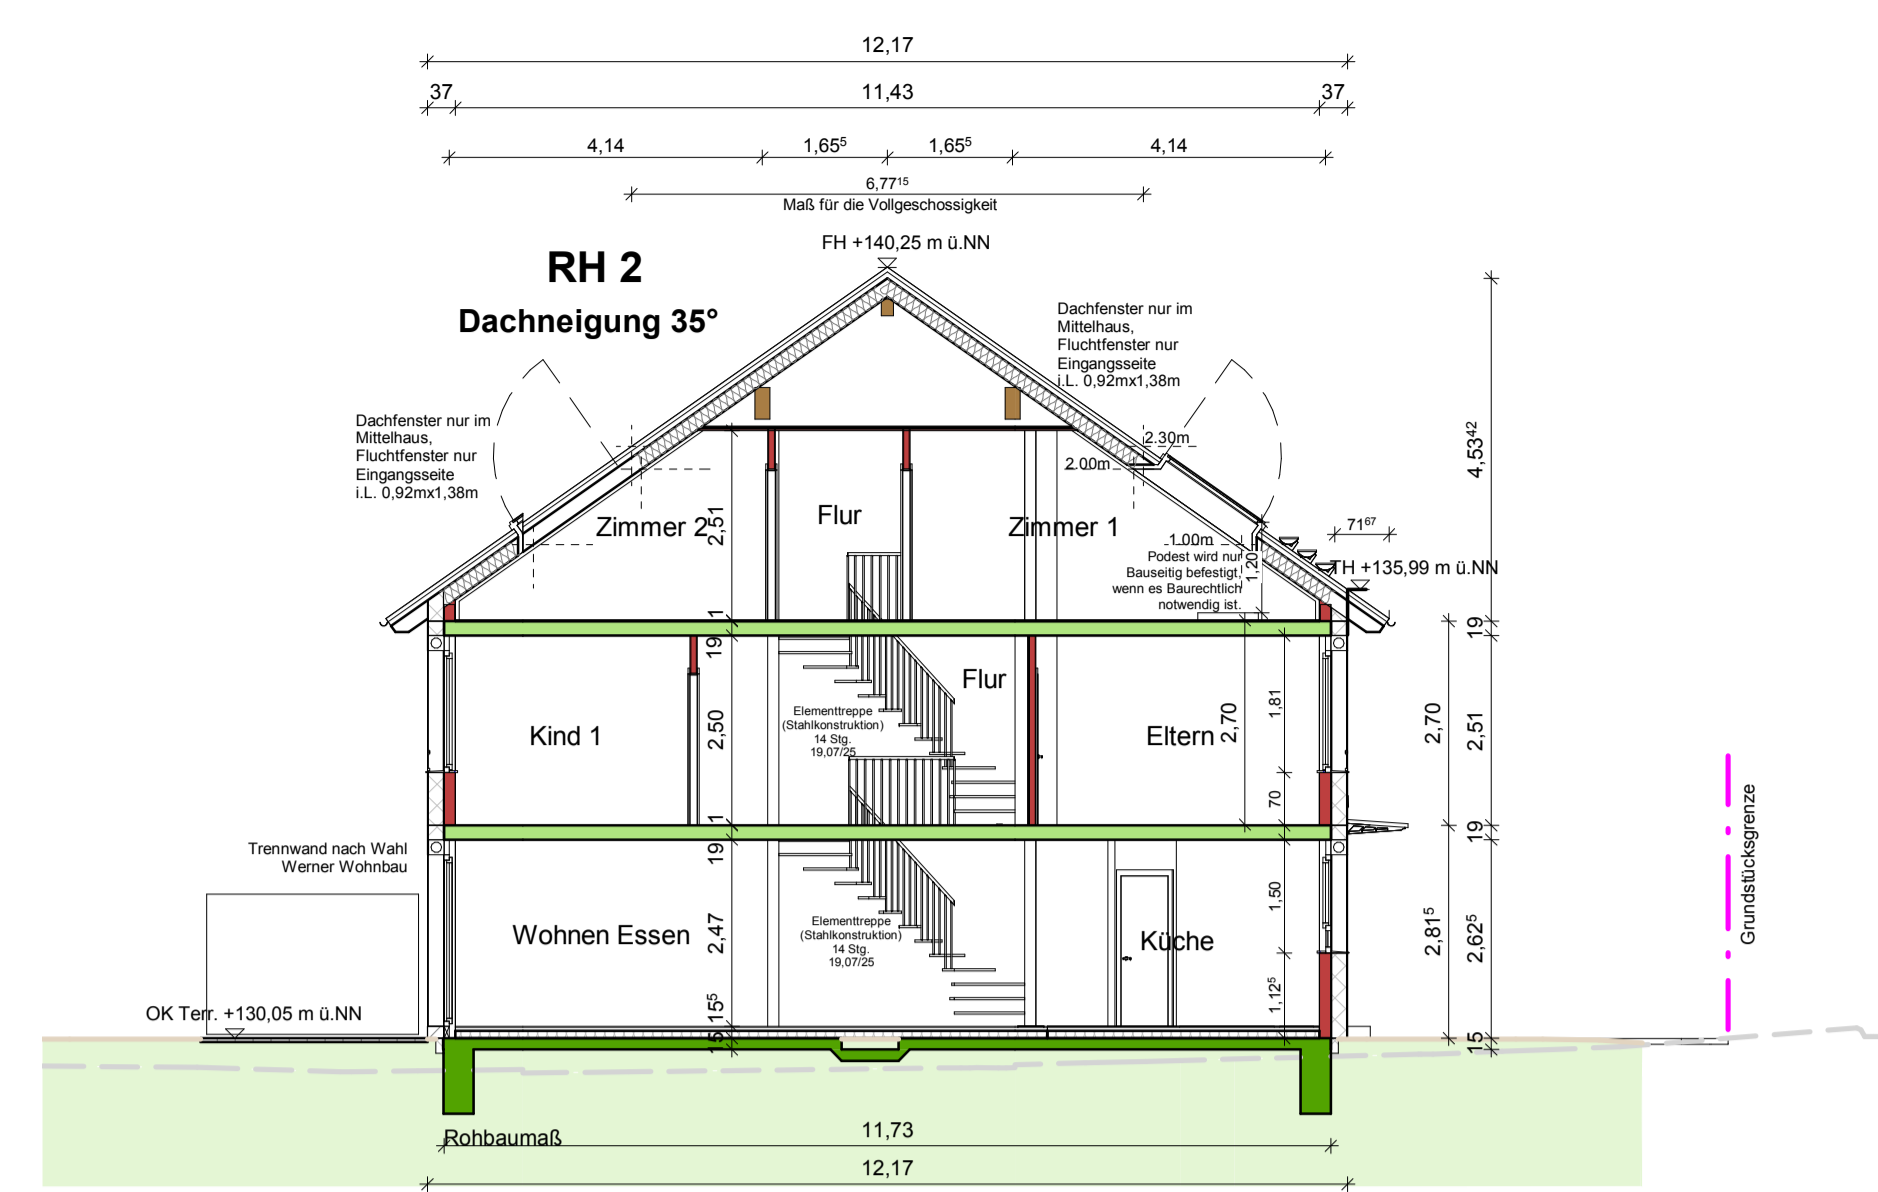 12,17
37
11,43
37
4,14
1,65⁵
1,65⁵
4,14
6,77¹⁵
Maß für die Vollgeschossigkeit
FH +140,25 m ü.NN
RH 2
Dachneigung 35°
Dachfenster nur im
Mittelhaus,
Fluchtfenster nur
Eingangsseite
i.L. 0,92mx1,38m
Dachfenster nur im
Mittelhaus,
Fluchtfenster nur
Eingangsseite
i.L. 0,92mx1,38m
2.30m
2.00m
4,53⁴²
Zimmer 2
2,51
Flur
Zimmer 1
71⁶⁷
1.00m
Podest wird nur
Bauseitig befestigt,
wenn es Baurechtlich
notwendig ist.
1,20
TH +135,99 m ü.NN
1
19
19
Flur
Kind 1
2,50
Elementtreppe
(Stahlkonstruktion)
14 Stg.
19,07/25
Eltern
2,70
1,81
70
2,70
2,51
1
19
19
Trennwand nach Wahl
Werner Wohnbau
Wohnen Essen
2,47
Elementtreppe
(Stahlkonstruktion)
14 Stg.
19,07/25
Küche
1,50
1,12⁵
2,81⁵
2,62⁵
Grundstücksgrenze
OK Terr. +130,05 m ü.NN
15⁵
15
15
Rohbaumaß
11,73
12,17